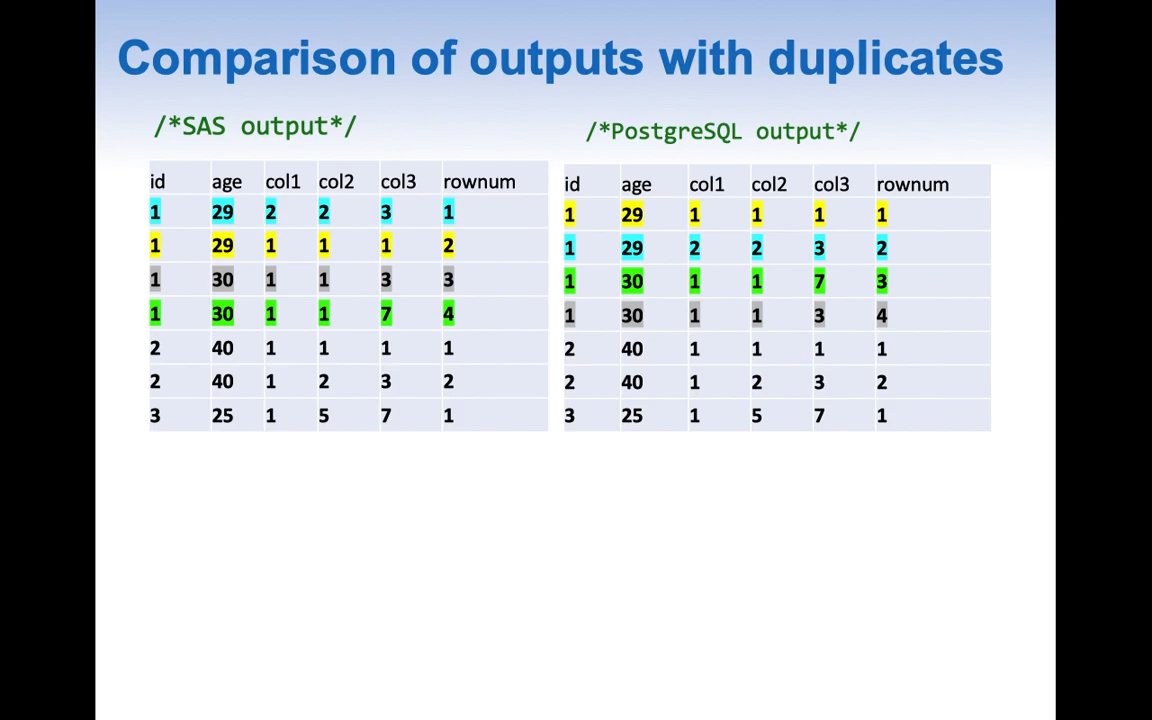 Comparison of outputs with duplicates
/*SAS output*/
id age col1 col2 col3 rownum
1 29 2 2 3 1
1 29 1 1 1 2
1 30 1 1 3 3
1 30 1 1 7 4
2 40 1 1 1 1
2 40 1 2 3 2
3 25 1 5 7 1
/*PostgreSQL output*/
id age col1 col2 col3 rownum
1 29 1 1 1 1
1 29 2 2 3 2
1 30 1 1 7 3
1 30 1 1 3 4
2 40 1 1 1 1
2 40 1 2 3 2
3 25 1 5 7 1